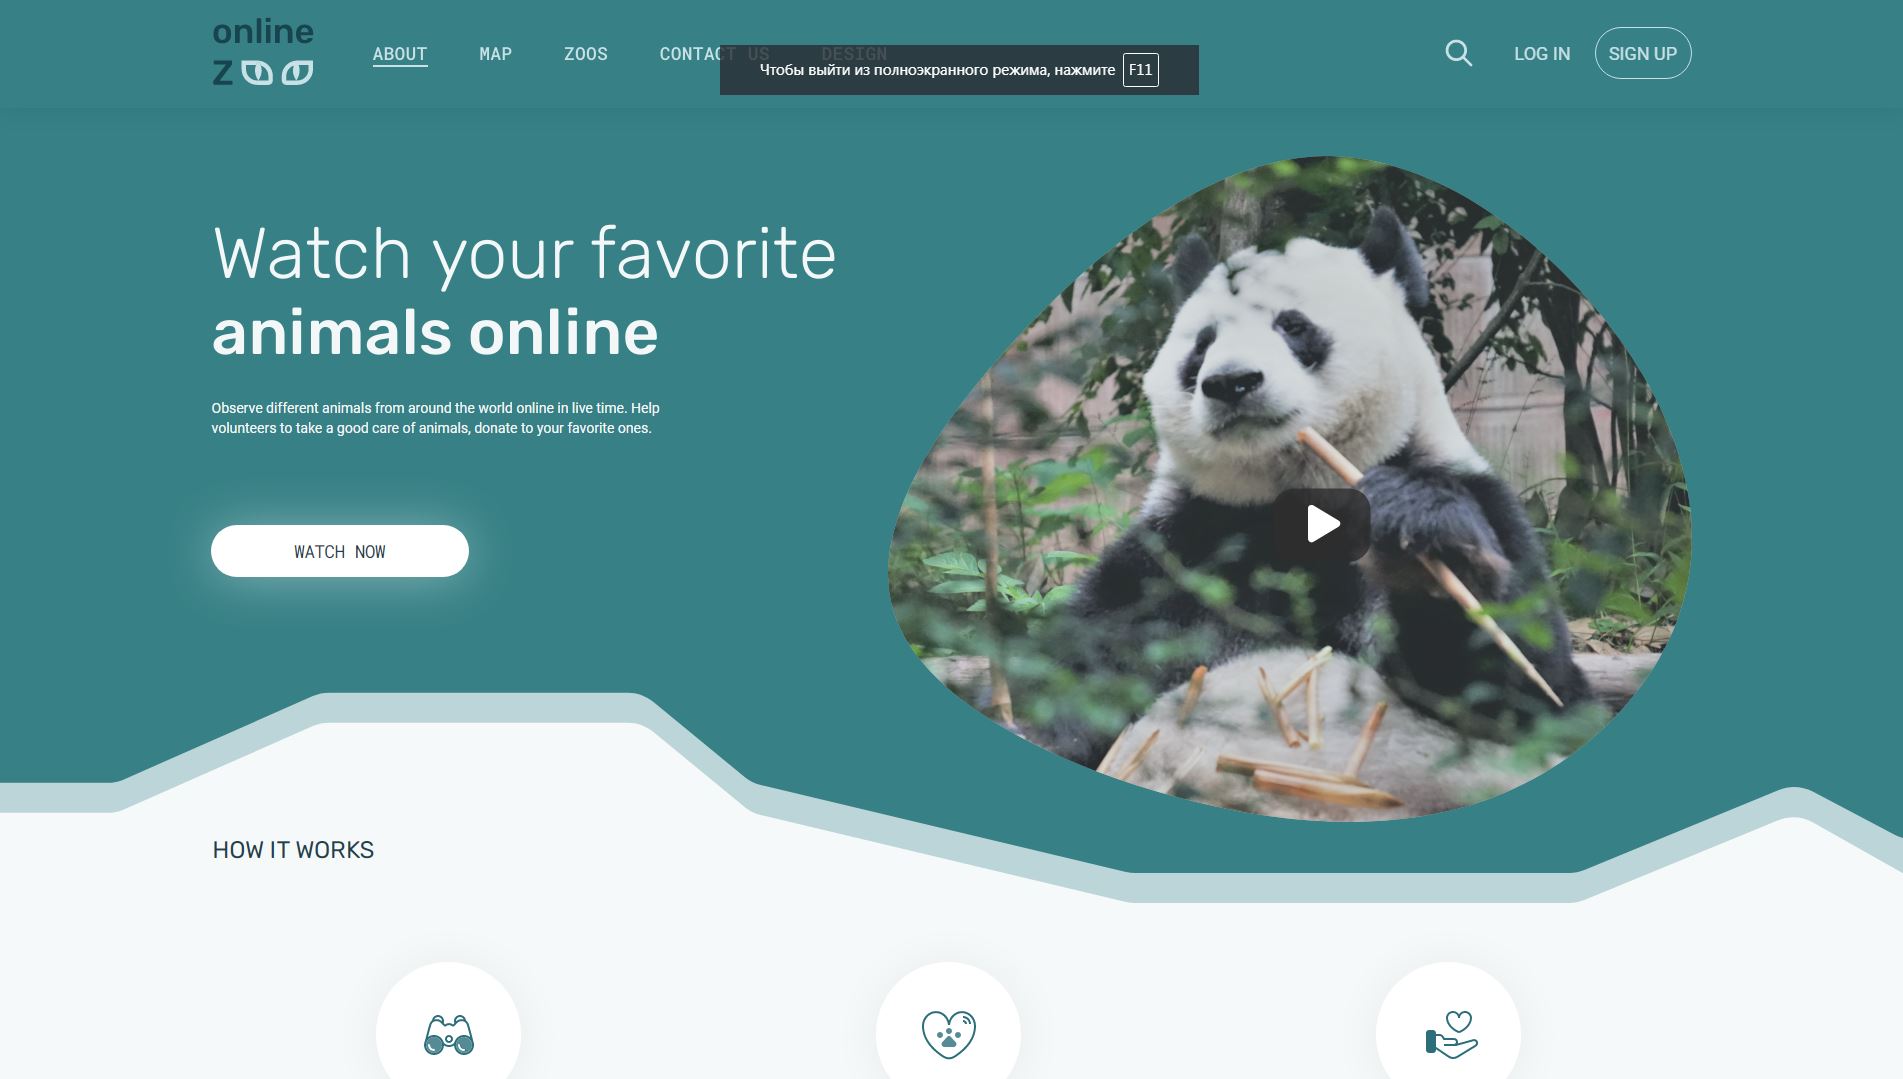 online
ZOO
ABOUT MAP ZOOS CONTACT US DESIGN
LOG IN SIGN UP
Чтобы выйти из полноэкранного режима, нажмите F11
Watch your favorite
animals online
Observe different animals from around the world online in live time. Help
volunteers to take a good care of animals, donate to your favorite ones.
WATCH NOW
HOW IT WORKS